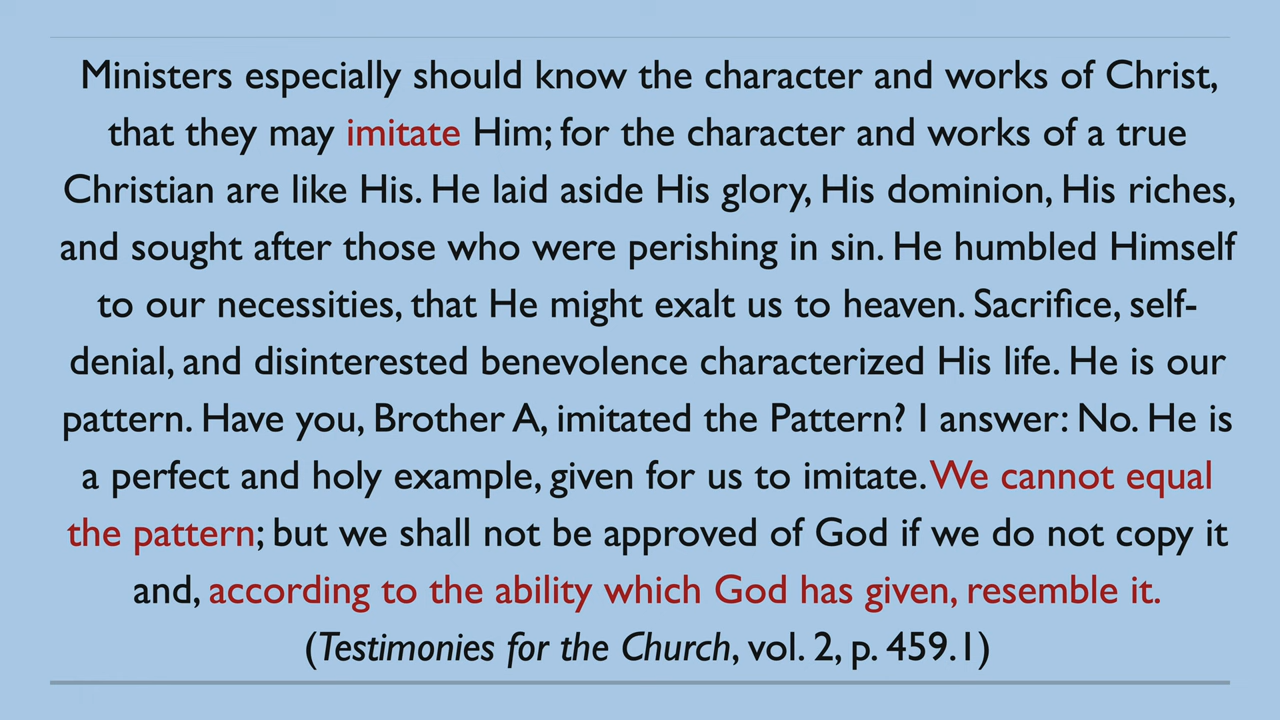 Ministers especially should know the character and works of Christ,
that they may imitate Him; for the character and works of a true
Christian are like His. He laid aside His glory, His dominion, His riches,
and sought after those who were perishing in sin. He humbled Himself
to our necessities, that He might exalt us to heaven. Sacrifice, self-
denial, and disinterested benevolence characterized His life. He is our
pattern. Have you, Brother A, imitated the Pattern? I answer: No. He is
a perfect and holy example, given for us to imitate. We cannot equal
the pattern; but we shall not be approved of God if we do not copy it
and, according to the ability which God has given, resemble it.
(Testimonies for the Church, vol. 2, p. 459.1)